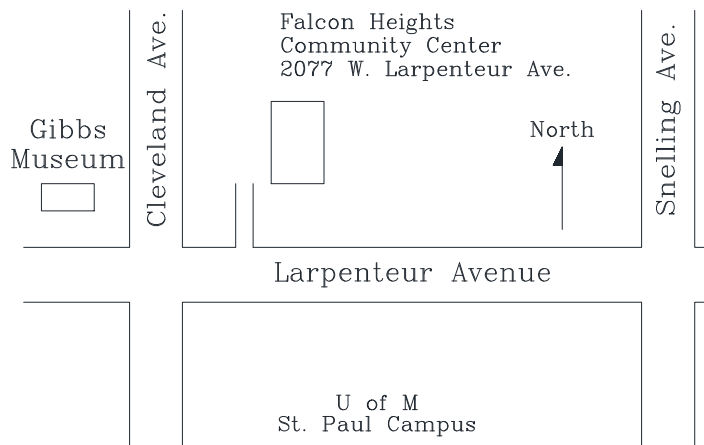 Falcon Heights
Community Center
2077 W. Larpenteur Ave.
Cleveland Ave.
Snelling Ave.
Gibbs
Museum
North
Larpenteur Avenue
U of M
St. Paul Campus